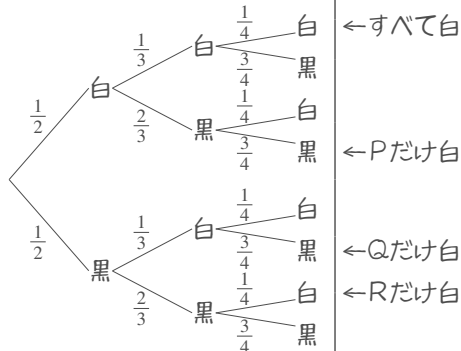 1/4 白 ←すべて白
1/3 白
3/4 黒
1/2 白
1/4 白
2/3 黒
3/4 黒 ←Pだけ白
1/4 白
1/3 白
1/2 黒
3/4 黒 ←Qだけ白
1/4 白 ←Rだけ白
2/3 黒
3/4 黒